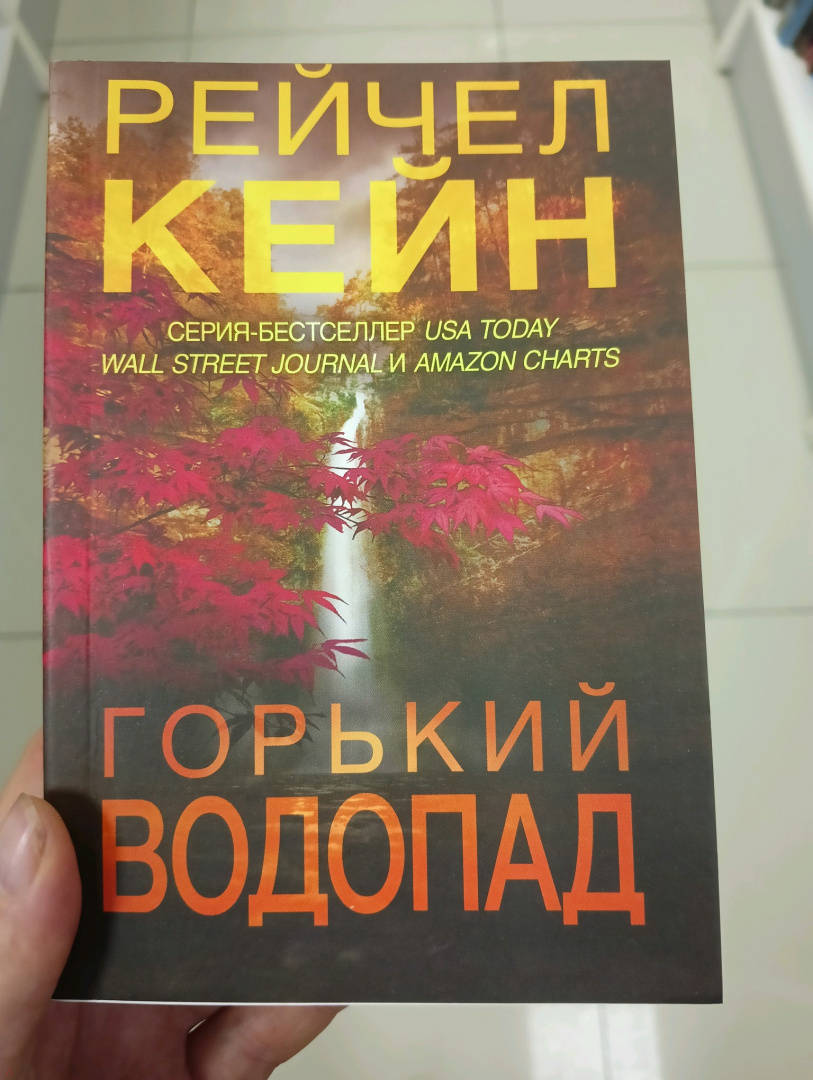 РЕЙЧЕЛ
КЕЙН
СЕРИЯ-БЕСТСЕЛЛЕР USA TODAY
WALL STREET JOURNAL И AMAZON CHARTS
ГОРЬКИЙ
ВОДОПАД